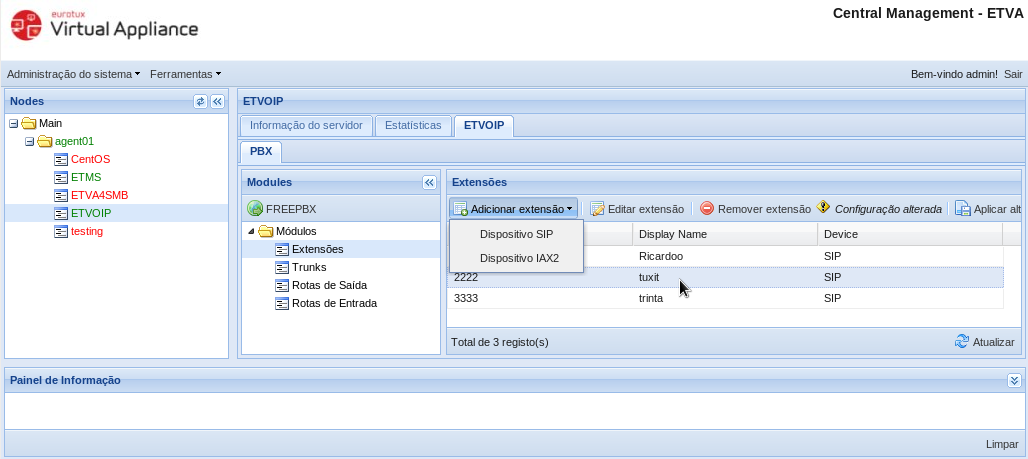 eurotux
Virtual Appliance
Central Management - ETVA
Administração do sistema Ferramentas Bem-vindo admin! Sair
Nodes
Main
agent01
CentOS
ETMS
ETVA4SMB
ETVOIP
testing
ETVOIP
Informação do servidor Estatísticas ETVOIP
PBX
Modules
FREEPBX
Módulos
Extensões
Trunks
Rotas de Saída
Rotas de Entrada
Extensões
Adicionar extensão Editar extensão Remover extensão Configuração alterada Aplicar alt
Dispositivo SIP
Dispositivo IAX2
Display Name Device
Ricardoo SIP
2222 tuxit SIP
3333 trinta SIP
Total de 3 registo(s) Atualizar
Painel de Informação
Limpar